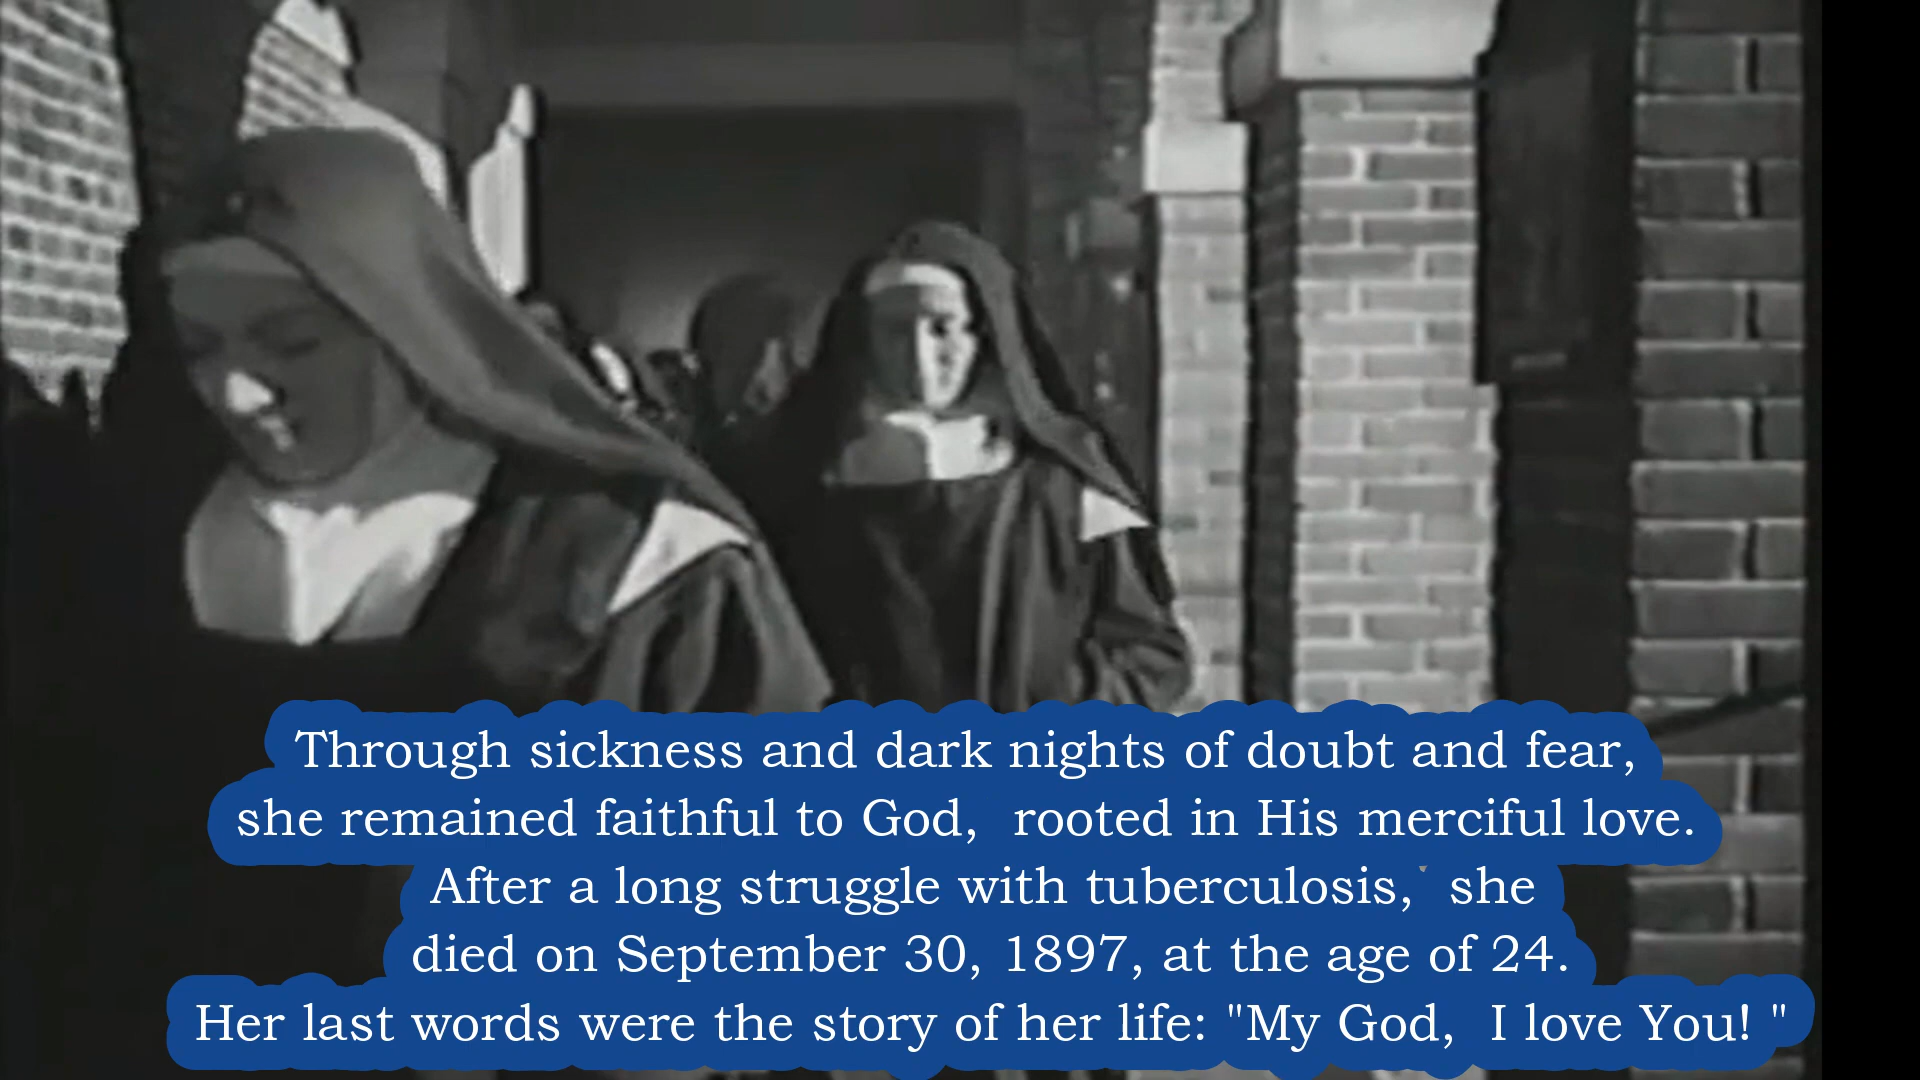 Through sickness and dark nights of doubt and fear,
she remained faithful to God,  rooted in His merciful love.
After a long struggle with tuberculosis,  she
died on September 30, 1897, at the age of 24.
Her last words were the story of her life: "My God,  I love You! "